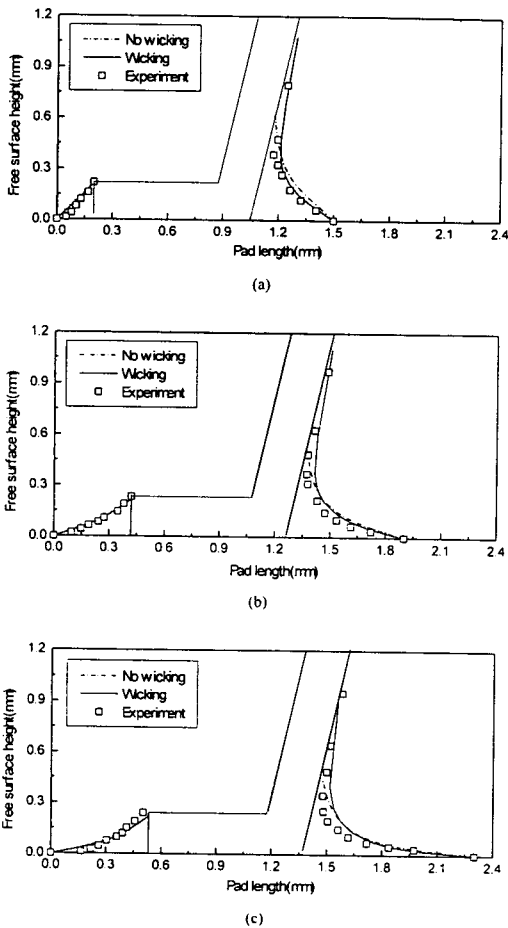 1.2
0.9
0.6
0.3
0.0
Free surface height(mm)
No wicking
Wicking
Experiment
0.0 0.3 0.6 0.9 1.2 1.5 1.8 2.1 2.4
Pad length(mm)
(a)
1.2
0.9
0.6
0.3
0.0
Free surface height(mm)
No wicking
Wicking
Experiment
0.0 0.3 0.6 0.9 1.2 1.5 1.8 2.1 2.4
Pad length(mm)
(b)
1.2
0.9
0.6
0.3
0.0
Free surface height(mm)
No wicking
Wicking
Experiment
0.0 0.3 0.6 0.9 1.2 1.5 1.8 2.1 2.4
Pad length(mm)
(c)